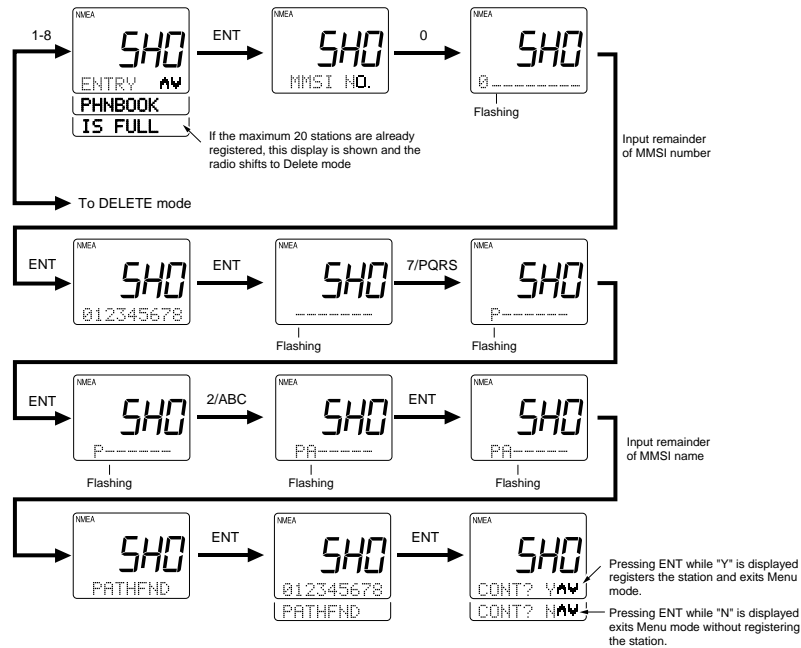 1-8
NMEA
SHO
ENTRY ▲▼
PHNBOOK
IS FULL
ENT
NMEA
SHO
MMSI NO.
0
NMEA
SHO
0--------
Flashing
If the maximum 20 stations are already
registered, this display is shown and the
radio shifts to Delete mode
Input remainder
of MMSI number
To DELETE mode
ENT
NMEA
SHO
012345678
ENT
NMEA
SHO
-------
Flashing
7/PQRS
NMEA
SHO
P------
Flashing
ENT
NMEA
SHO
P------
Flashing
2/ABC
NMEA
SHO
PA-----
Flashing
ENT
NMEA
SHO
PA-----
Flashing
Input remainder
of MMSI name
NMEA
SHO
PATHFND
ENT
NMEA
SHO
012345678
PATHFND
ENT
NMEA
SHO
CONT? Y▲▼
CONT? N▲▼
Pressing ENT while "Y" is displayed
registers the station and exits Menu
mode.
Pressing ENT while "N" is displayed
exits Menu mode without registering
the station.